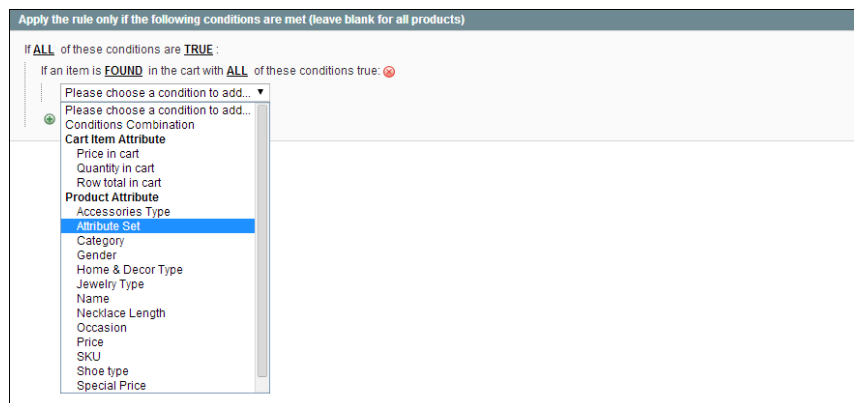 Apply the rule only if the following conditions are met (leave blank for all products)
If ALL of these conditions are TRUE :
If an item is FOUND in the cart with ALL of these conditions true:
Please choose a condition to add...
Please choose a condition to add...
Conditions Combination
Cart Item Attribute
Price in cart
Quantity in cart
Row total in cart
Product Attribute
Accessories Type
Attribute Set
Category
Gender
Home & Decor Type
Jewelry Type
Name
Necklace Length
Occasion
Price
SKU
Shoe type
Special Price